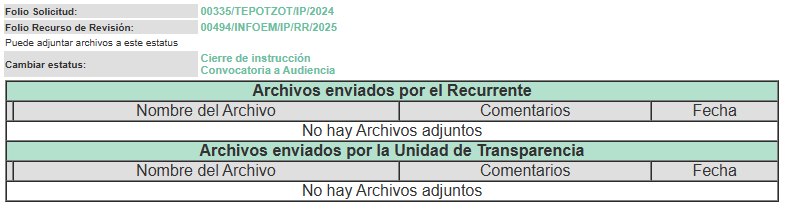 Folio Solicitud: 00335/TEPOTZOT/IP/2024
Folio Recurso de Revisión: 00494/INFOEM/IP/RR/2025
Puede adjuntar archivos a este estatus
Cambiar estatus: Cierre de instrucción
Convocatoria a Audiencia
Archivos enviados por el Recurrente
Nombre del Archivo Comentarios Fecha
No hay Archivos adjuntos
Archivos enviados por la Unidad de Transparencia
Nombre del Archivo Comentarios Fecha
No hay Archivos adjuntos